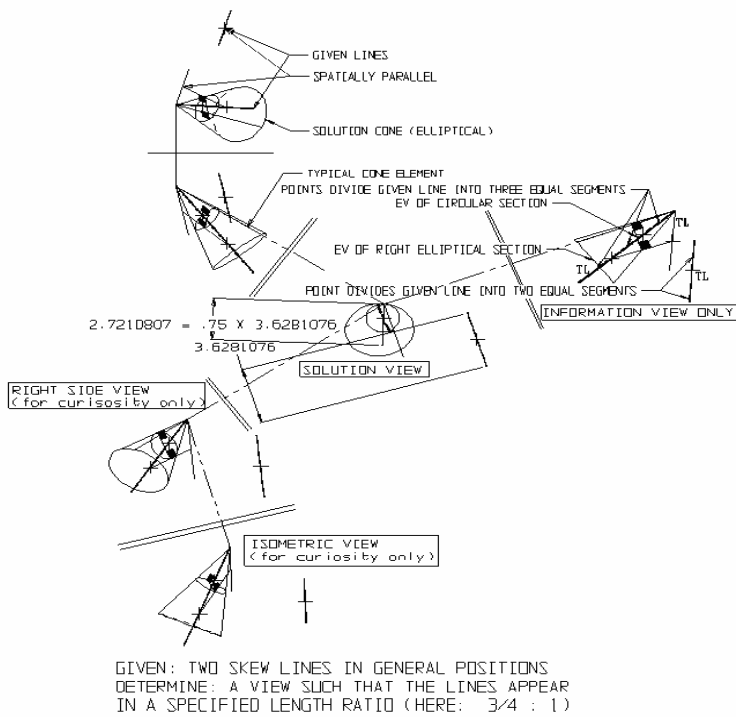 GIVEN LINES
SPATIALLY PARALLEL
SOLUTION CONE (ELLIPTICAL)
TYPICAL CONE ELEMENT
POINTS DIVIDE GIVEN LINE INTO THREE EQUAL SEGMENTS
EV OF CIRCULAR SECTION
TL
EV OF RIGHT ELLIPTICAL SECTION
TL
TL
POINT DIVIDES GIVEN LINE INTO TWO EQUAL SEGMENTS
INFORMATION VIEW ONLY
2.7210807 = .75 X 3.6281076
3.6281076
SOLUTION VIEW
RIGHT SIDE VIEW
(for curisosity only)
ISOMETRIC VIEW
(for curiosity only)
GIVEN: TWO SKEW LINES IN GENERAL POSITIONS
DETERMINE: A VIEW SUCH THAT THE LINES APPEAR
IN A SPECIFIED LENGTH RATIO (HERE: 3/4 : 1)